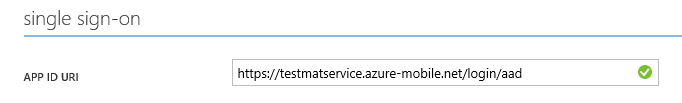 single sign-on
APP ID URI
https://testmatservice.azure-mobile.net/login/aad